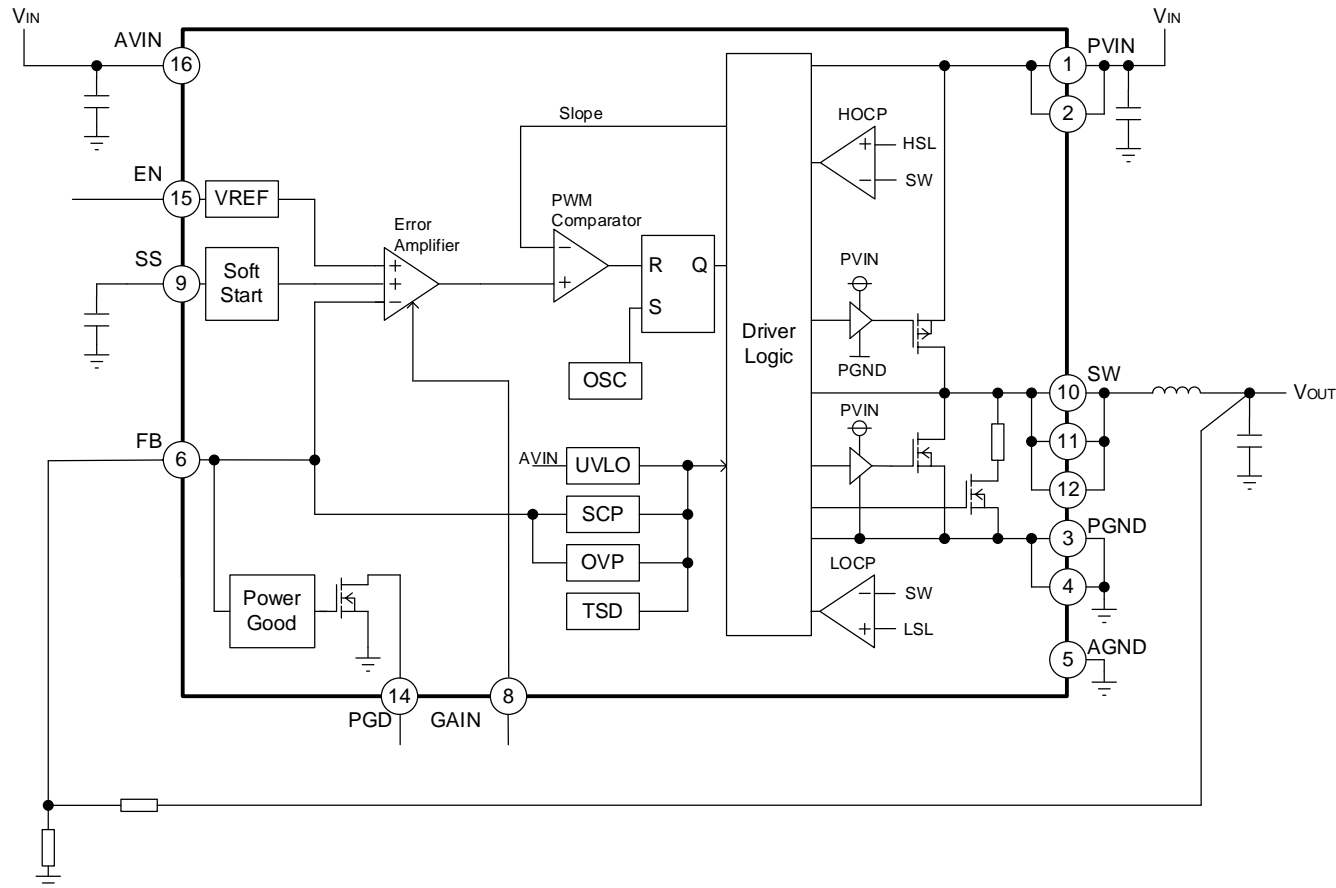 VIN
AVIN
16
VIN
PVIN
1
2
Slope
HOCP
+
HSL
−
SW
EN
15
VREF
Error
Amplifier
PWM
Comparator
−
+
R
Q
S
SS
9
Soft
Start
+
+
−
OSC
Driver
Logic
PVIN
PGND
SW
10
11
12
VOUT
PVIN
FB
6
AVIN
UVLO
SCP
OVP
TSD
PGND
3
4
LOCP
−
SW
+
LSL
AGND
5
Power
Good
14
PGD
8
GAIN